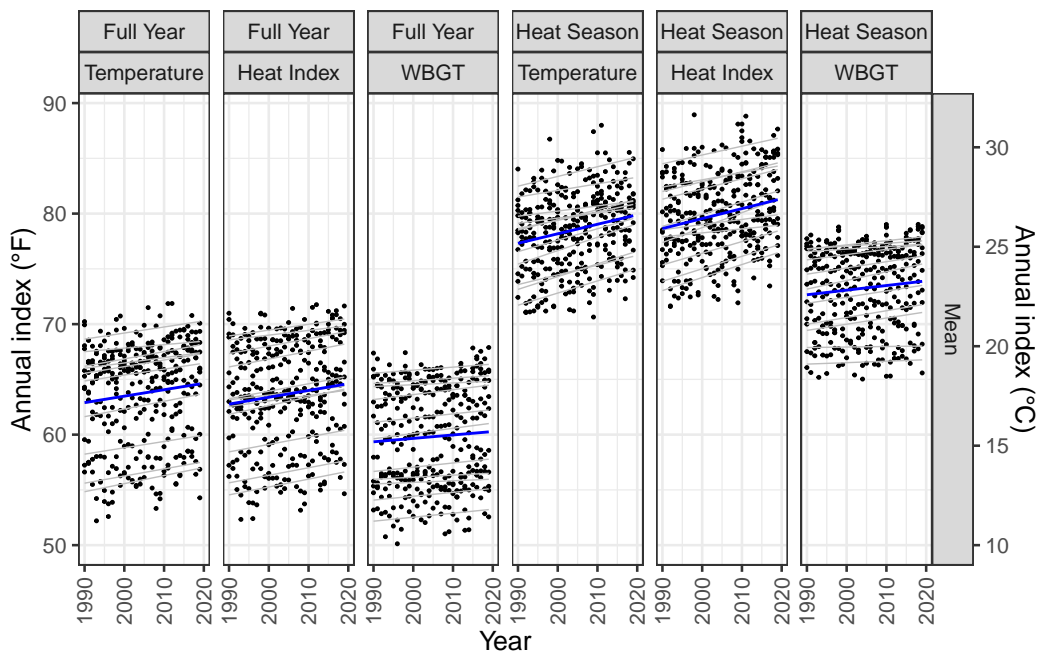 Full Year Full Year Full Year Heat Season Heat Season Heat Season
Temperature Heat Index WBGT Temperature Heat Index WBGT
90
80
70
60
50
Annual index (°F)
Mean
30
25
20
15
10
Annual index (°C)
1990 2000 2010 2020 1990 2000 2010 2020 1990 2000 2010 2020 1990 2000 2010 2020 1990 2000 2010 2020 1990 2000 2010 2020
Year